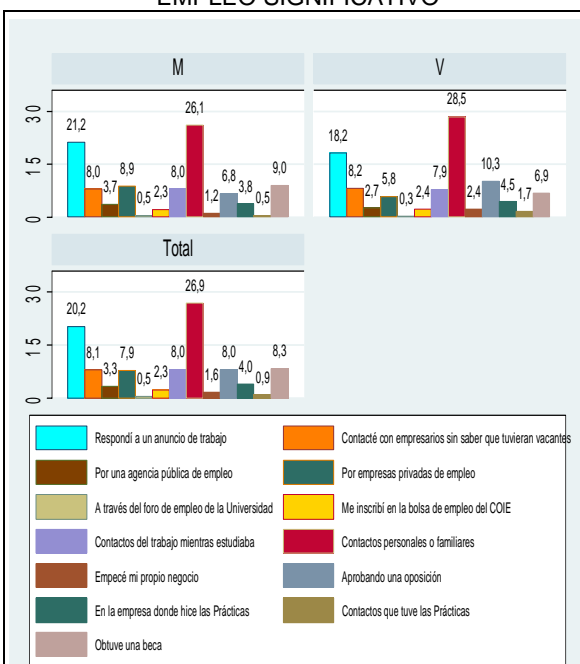 EMPLEO SIGNIFICATIVO
M
V
30
15
0
21,2
8,0
3,7
8,9
0,5
2,3
8,0
26,1
1,2
6,8
3,8
0,5
9,0
18,2
8,2
2,7
5,8
0,3
2,4
7,9
28,5
2,4
10,3
4,5
1,7
6,9
Total
30
15
0
20,2
8,1
3,3
7,9
0,5
2,3
8,0
26,9
1,6
8,0
4,0
0,9
8,3
Respondí a un anuncio de trabajo
Contacté con empresarios sin saber que tuvieran vacantes
Por una agencia pública de empleo
Por empresas privadas de empleo
A través del foro de empleo de la Universidad
Me inscribí en la bolsa de empleo del COIE
Contactos del trabajo mientras estudiaba
Contactos personales o familiares
Empecé mi propio negocio
Aprobando una oposición
En la empresa donde hice las Prácticas
Contactos que tuve las Prácticas
Obtuve una beca